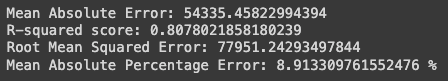 Mean Absolute Error: 54335.45822994394
R-squared score: 0.8078021858180239
Root Mean Squared Error: 77951.24293497844
Mean Absolute Percentage Error: 8.913309761552476 %